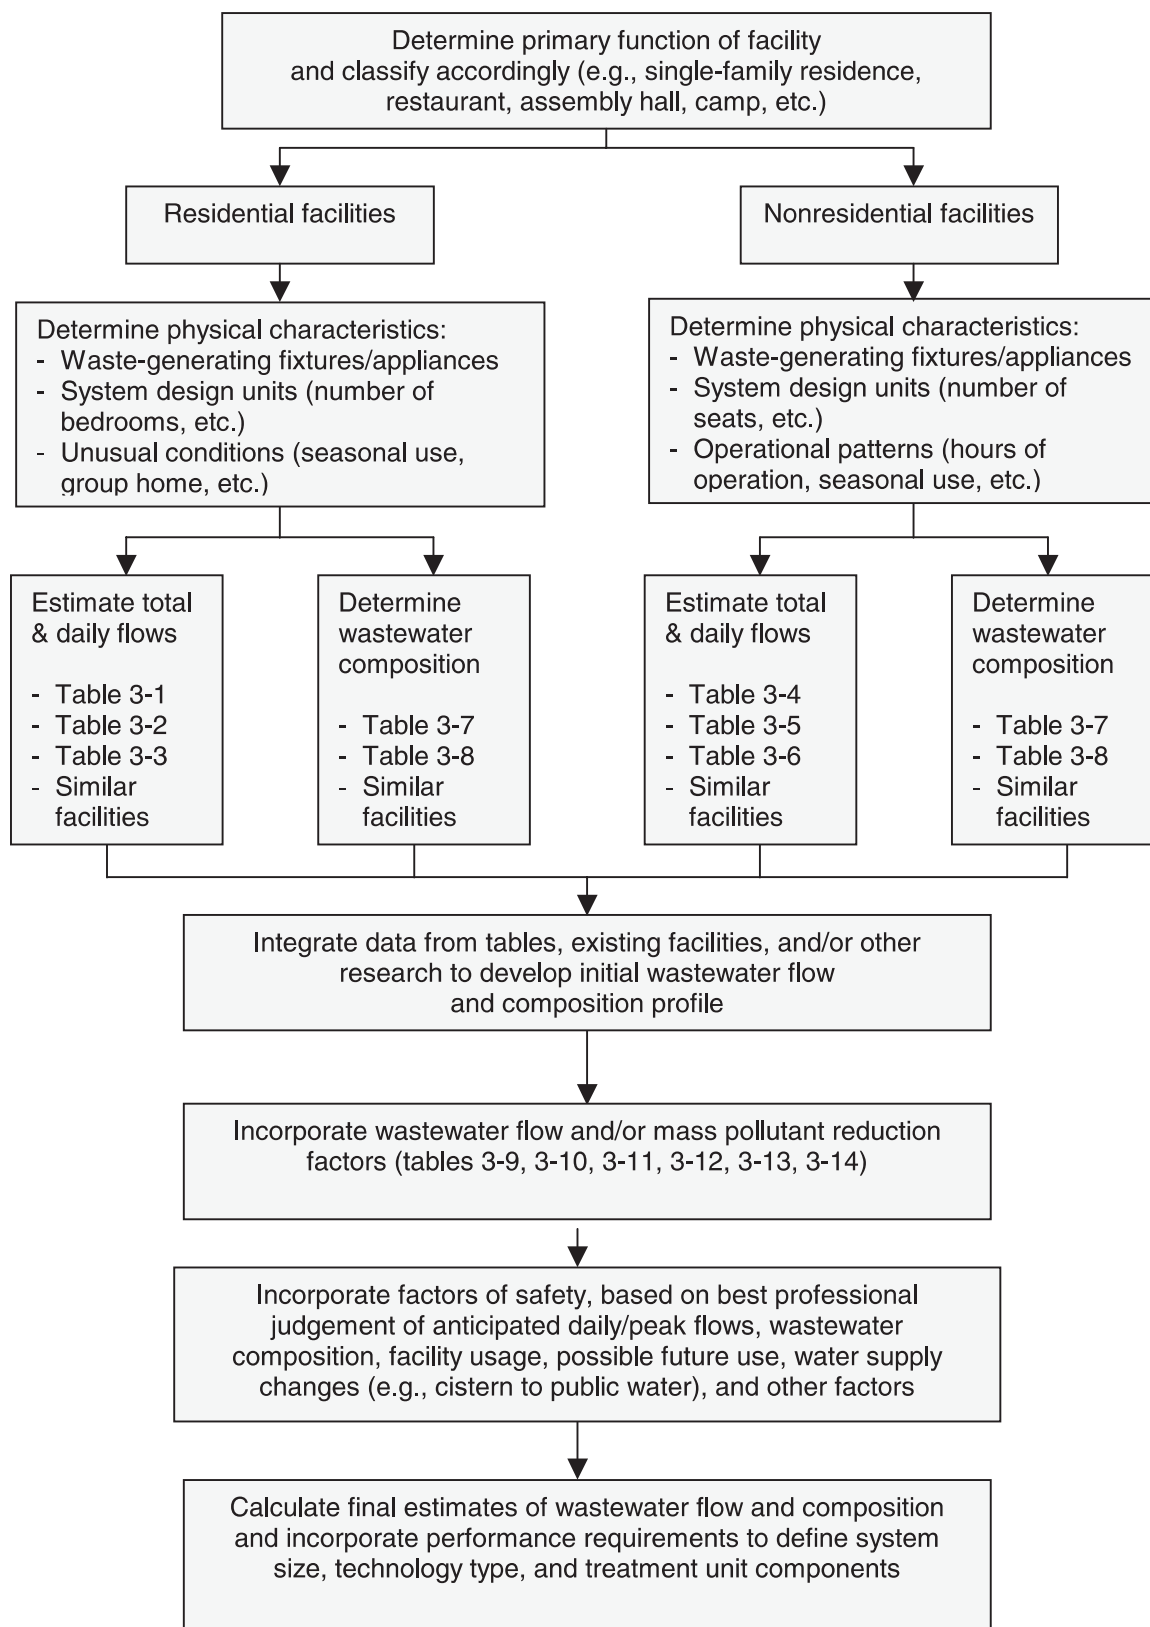 Determine primary function of facility
and classify accordingly (e.g., single-family residence,
restaurant, assembly hall, camp, etc.)
Residential facilities
Nonresidential facilities
Determine physical characteristics:
- Waste-generating fixtures/appliances
- System design units (number of
bedrooms, etc.)
- Unusual conditions (seasonal use,
group home, etc.)
Determine physical characteristics:
- Waste-generating fixtures/appliances
- System design units (number of
seats, etc.)
- Operational patterns (hours of
operation, seasonal use, etc.)
Estimate total
& daily flows
- Table 3-1
- Table 3-2
- Table 3-3
- Similar
facilities
Determine
wastewater
composition
- Table 3-7
- Table 3-8
- Similar
facilities
Estimate total
& daily flows
- Table 3-4
- Table 3-5
- Table 3-6
- Similar
facilities
Determine
wastewater
composition
- Table 3-7
- Table 3-8
- Similar
facilities
Integrate data from tables, existing facilities, and/or other
research to develop initial wastewater flow
and composition profile
Incorporate wastewater flow and/or mass pollutant reduction
factors (tables 3-9, 3-10, 3-11, 3-12, 3-13, 3-14)
Incorporate factors of safety, based on best professional
judgement of anticipated daily/peak flows, wastewater
composition, facility usage, possible future use, water supply
changes (e.g., cistern to public water), and other factors
Calculate final estimates of wastewater flow and composition
and incorporate performance requirements to define system
size, technology type, and treatment unit components